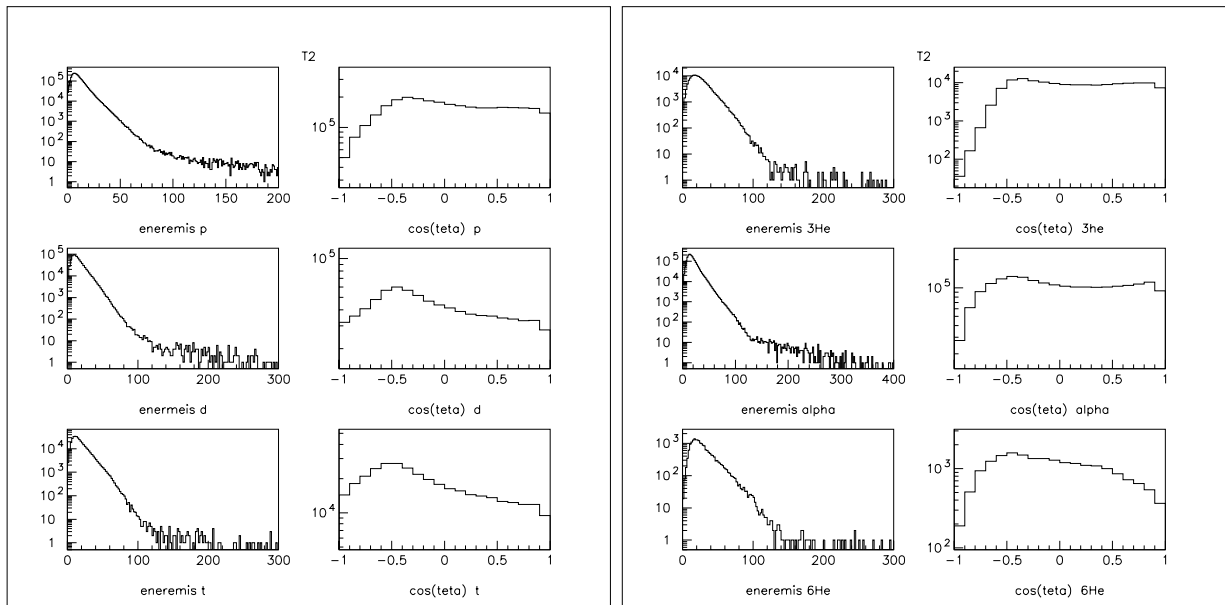 T2
10^5
10^4
10^3
10^2
10
1
0 50 100 150 200
eneremis p
10^5
-1 -0.5 0 0.5 1
cos(teta) p
10^5
10^4
10^3
10^2
10
1
0 100 200 300
enermeis d
10^5
-1 -0.5 0 0.5 1
cos(teta) d
10^4
10^3
10^2
10
1
0 100 200 300
eneremis t
10^4
-1 -0.5 0 0.5 1
cos(teta) t
T2
10^4
10^3
10^2
10
1
0 100 200 300
eneremis 3He
10^4
10^3
10^2
-1 -0.5 0 0.5 1
cos(teta) 3he
10^5
10^4
10^3
10^2
10
1
0 100 200 300 400
eneremis alpha
10^5
-1 -0.5 0 0.5 1
cos(teta) alpha
10^3
10^2
10
1
0 100 200 300
eneremis 6He
10^3
10^2
-1 -0.5 0 0.5 1
cos(teta) 6He